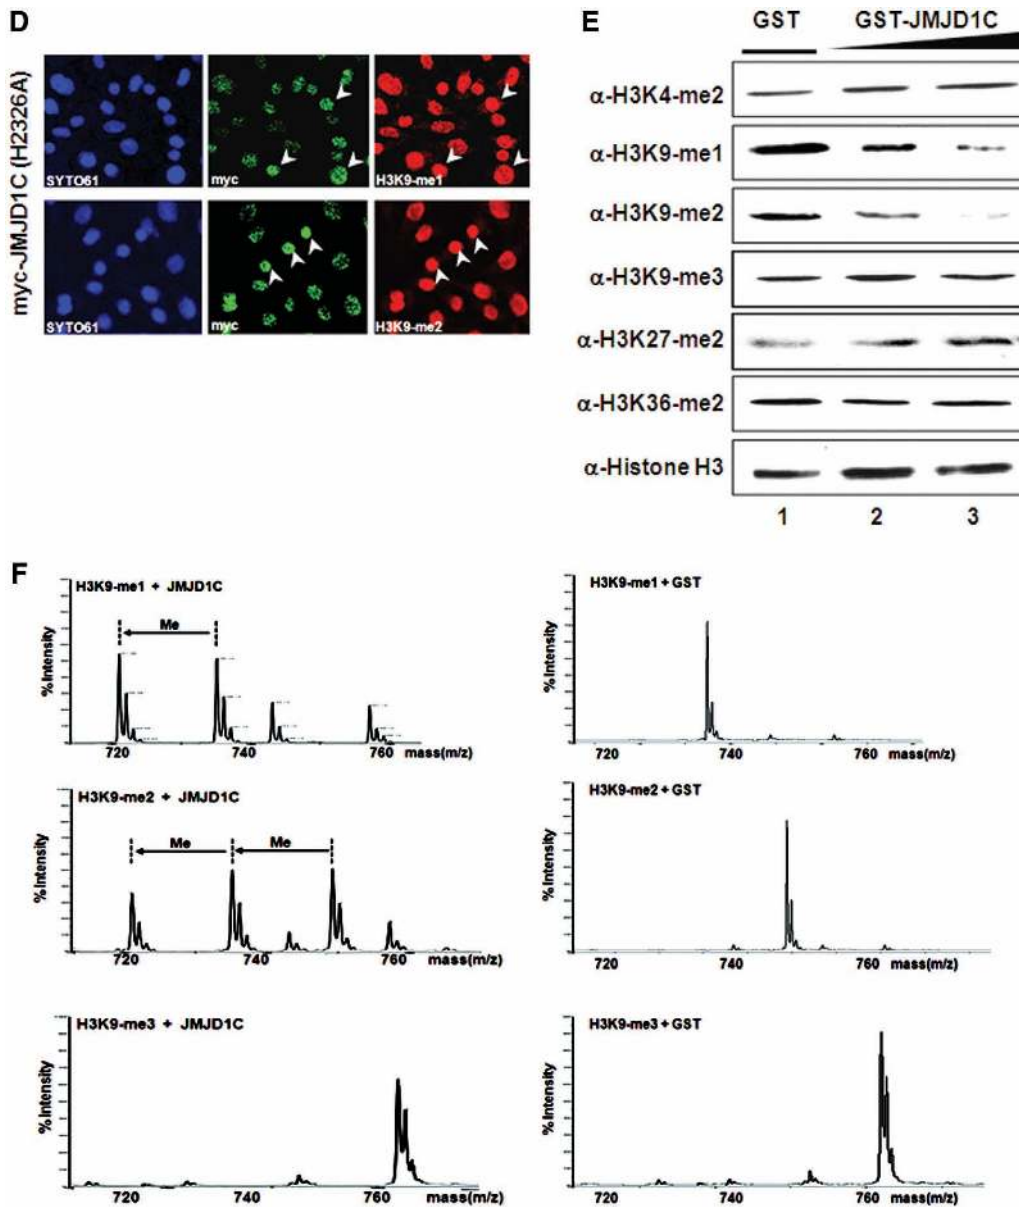 D
myc-JMJD1C (H2326A)
SYTO61
myc
H3K9-me1
SYTO61
myc
H3K9-me2
E
GST GST-JMJD1C
α-H3K4-me2
α-H3K9-me1
α-H3K9-me2
α-H3K9-me3
α-H3K27-me2
α-H3K36-me2
α-Histone H3
1 2 3
F
H3K9-me1 + JMJD1C
Me
% Intensity
720 740 760 mass(m/z)
H3K9-me1 + GST
% Intensity
720 740 760 mass(m/z)
H3K9-me2 + JMJD1C
Me Me
% Intensity
720 740 760 mass(m/z)
H3K9-me2 + GST
% Intensity
720 740 760 mass(m/z)
H3K9-me3 + JMJD1C
% Intensity
720 740 760 mass(m/z)
H3K9-me3 + GST
% Intensity
720 740 760 mass(m/z)